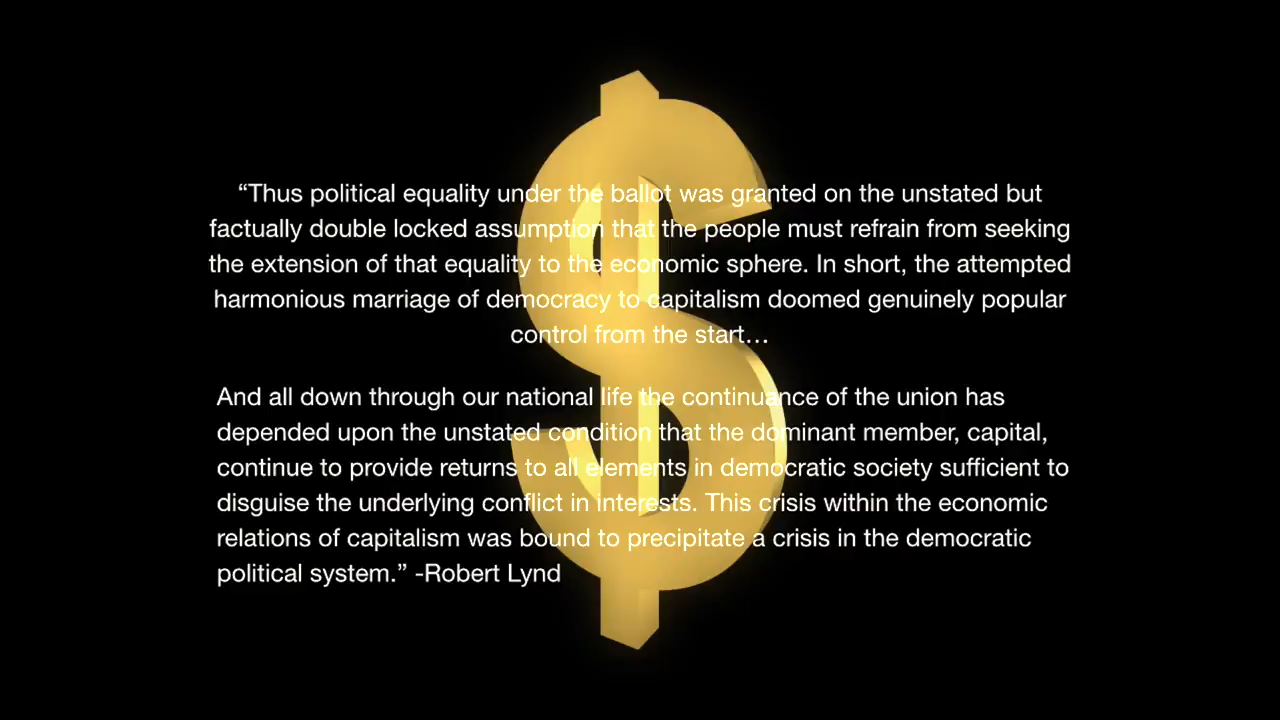 “Thus political equality under the ballot was granted on the unstated but
factually double locked assumption that the people must refrain from seeking
the extension of that equality to the economic sphere. In short, the attempted
harmonious marriage of democracy to capitalism doomed genuinely popular
control from the start…
And all down through our national life the continuance of the union has
depended upon the unstated condition that the dominant member, capital,
continue to provide returns to all elements in democratic society sufficient to
disguise the underlying conflict in interests. This crisis within the economic
relations of capitalism was bound to precipitate a crisis in the democratic
political system.” -Robert Lynd